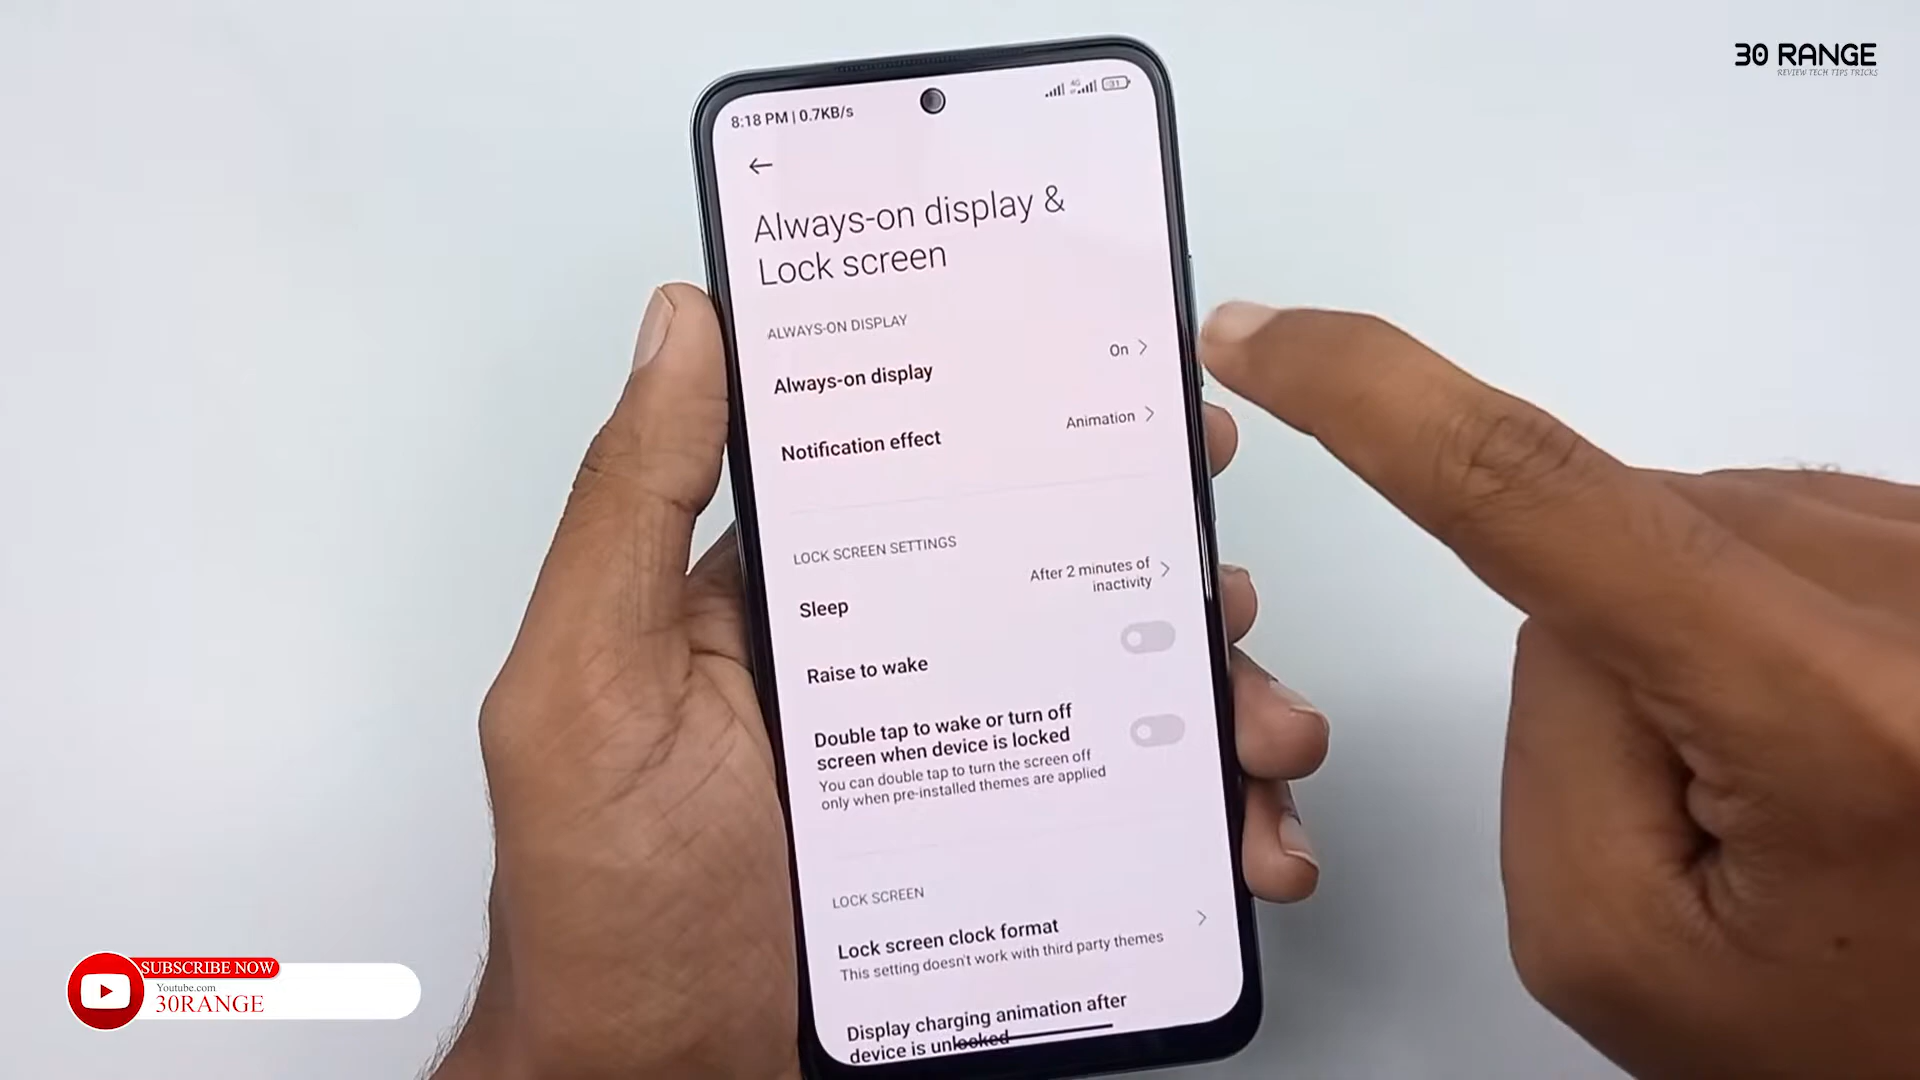 30 RANGE
REVIEW TECH TIPS TRICKS
8:18 PM | 0.7KB/s
4G
31
Always-on display &
Lock screen
ALWAYS-ON DISPLAY
Always-on display
On
Notification effect
Animation
LOCK SCREEN SETTINGS
Sleep
After 2 minutes of
inactivity
Raise to wake
Double tap to wake or turn off
screen when device is locked
You can double tap to turn the screen off
only when pre-installed themes are applied
LOCK SCREEN
Lock screen clock format
This setting doesn't work with third party themes
Display charging animation after
device is unlocked
SUBSCRIBE NOW
Youtube.com
30RANGE